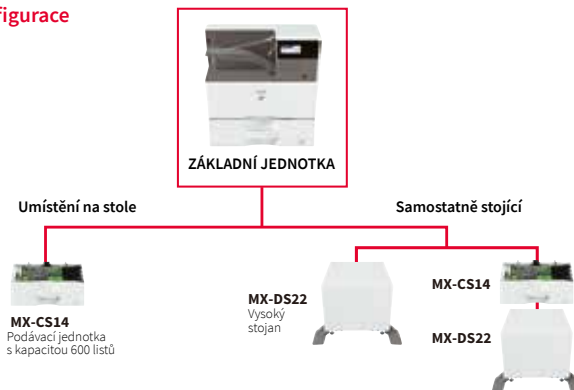 figurace
ZÁKLADNÍ JEDNOTKA
Umístění na stole
Samostatně stojící
MX-CS14
Podávací jednotka
s kapacitou 600 listů
MX-DS22
Vysoký
stojan
MX-CS14
MX-DS22